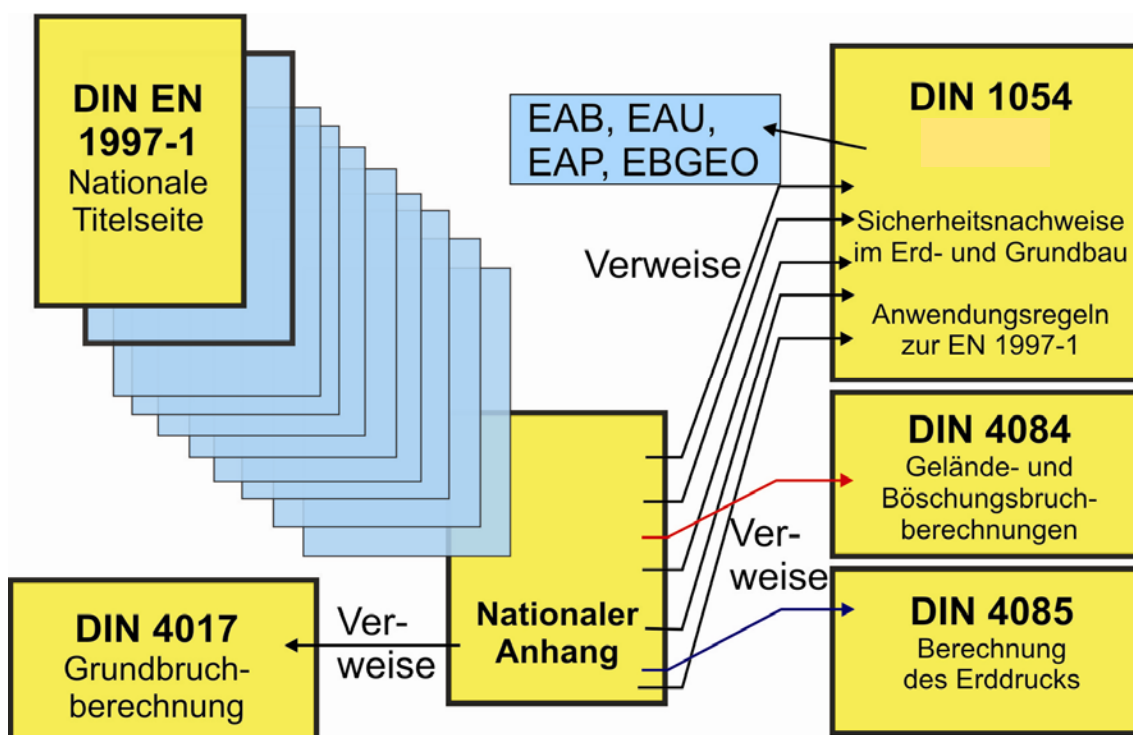 DIN EN
1997-1
Nationale
Titelseite
EAB, EAU,
EAP, EBGEO
DIN 1054
Sicherheitsnachweise
im Erd- und Grundbau
Anwendungsregeln
zur EN 1997-1
Verweise
DIN 4084
Gelände- und
Böschungsbruch-
berechnungen
Ver-
weise
DIN 4085
Berechnung
des Erddrucks
Nationaler
Anhang
Ver-
weise
DIN 4017
Grundbruch-
berechnung